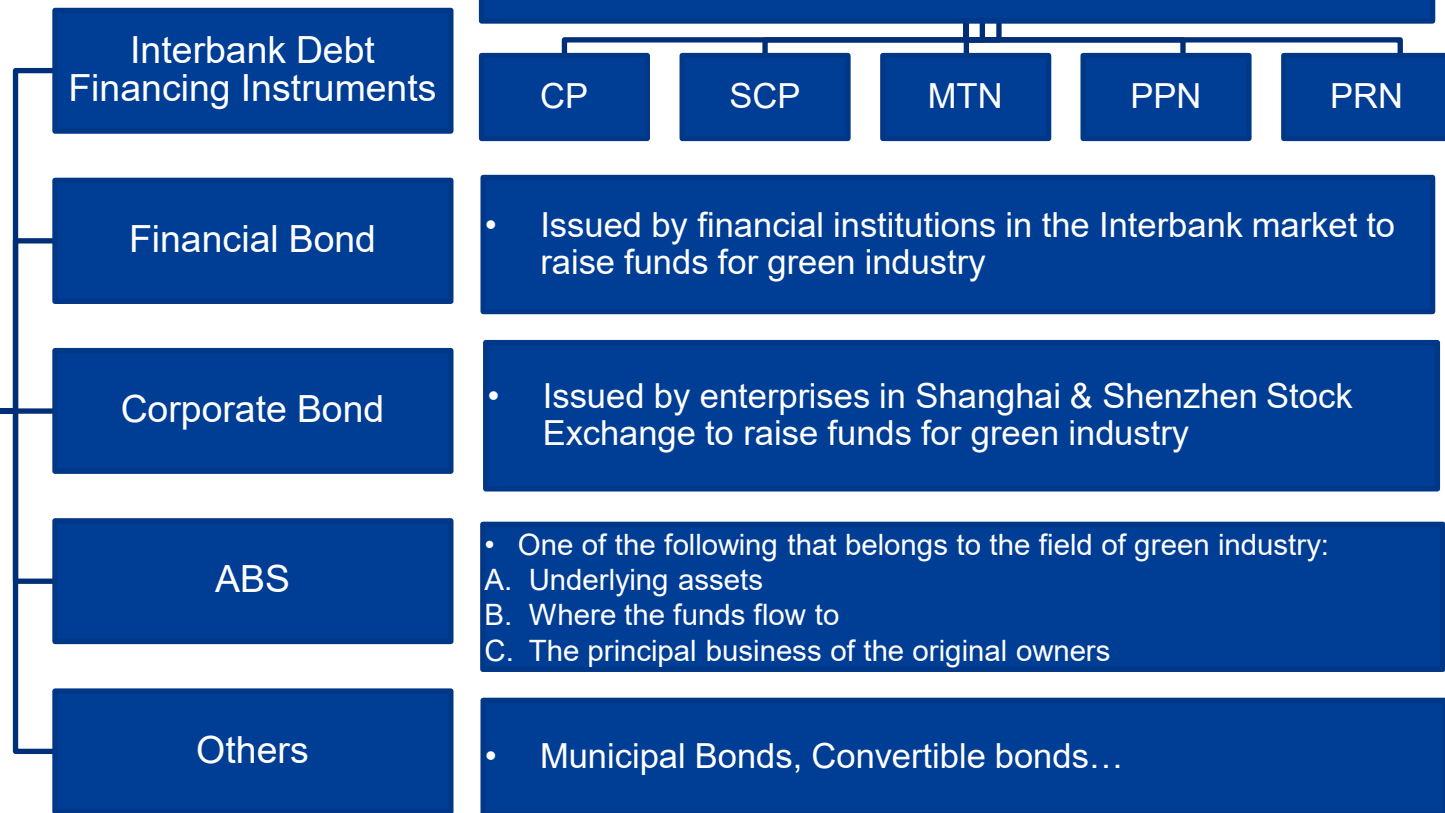 Interbank Debt
Financing Instruments
CP
SCP
MTN
PPN
PRN
Financial Bond
• Issued by financial institutions in the Interbank market to
raise funds for green industry
Corporate Bond
• Issued by enterprises in Shanghai & Shenzhen Stock
Exchange to raise funds for green industry
ABS
• One of the following that belongs to the field of green industry:
A. Underlying assets
B. Where the funds flow to
C. The principal business of the original owners
Others
• Municipal Bonds, Convertible bonds…